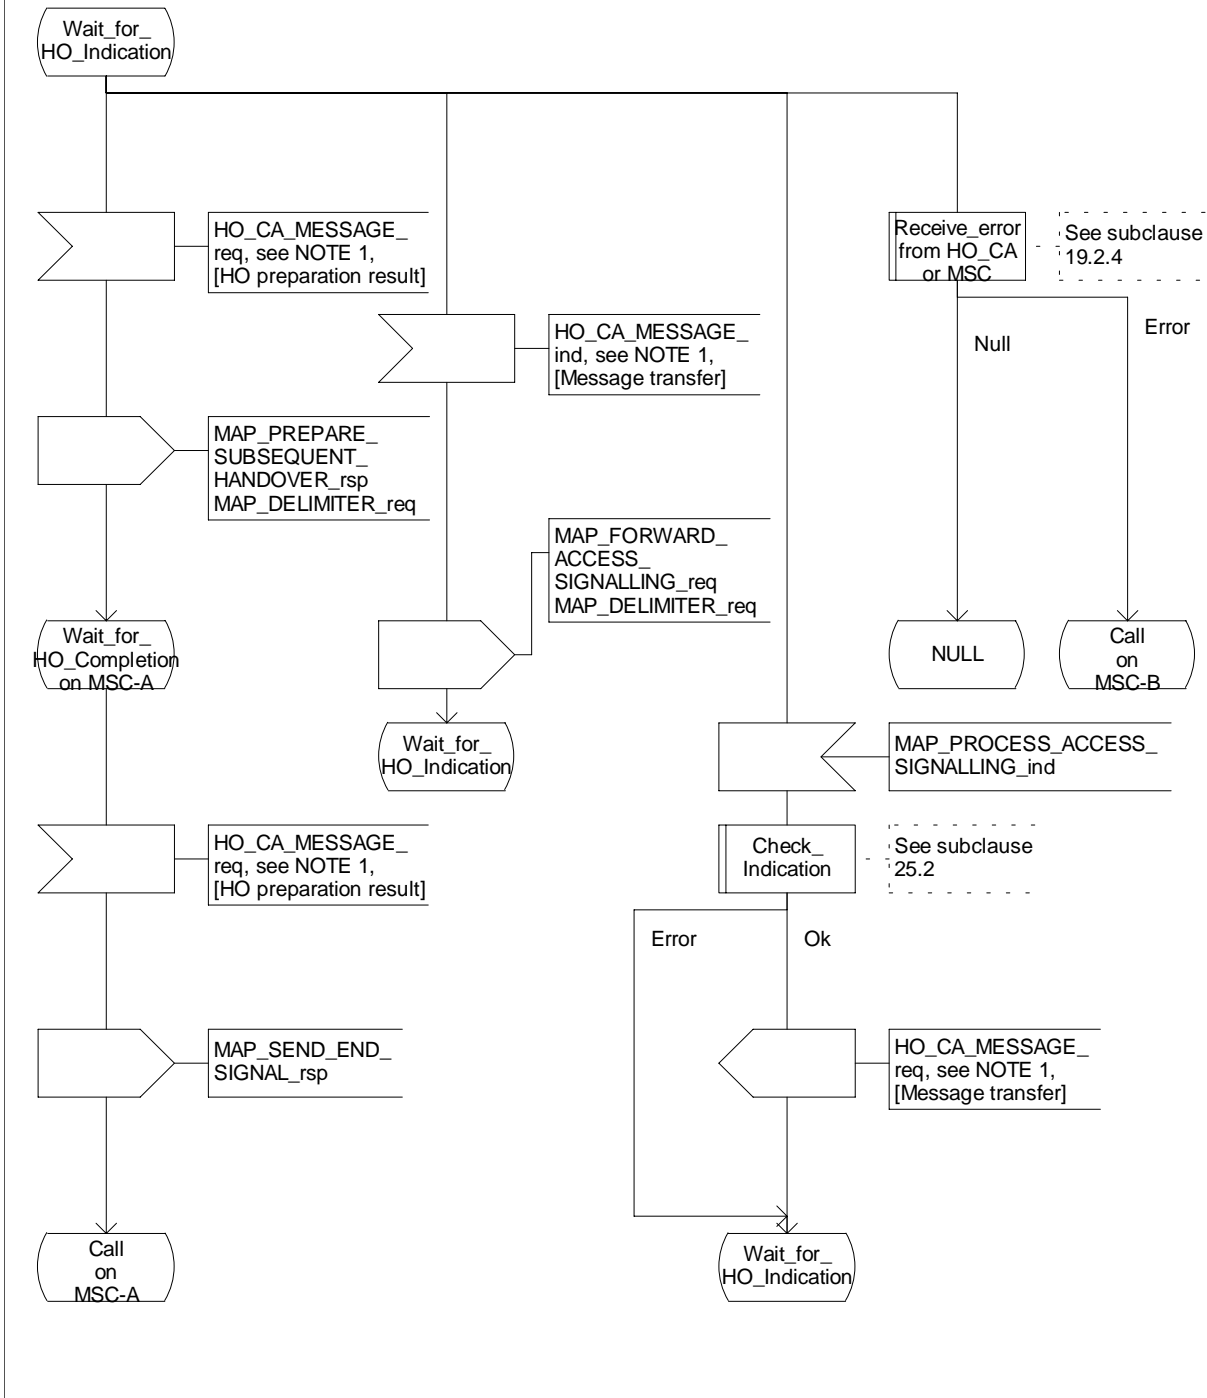 Wait_for_
HO_Indication
HO_CA_MESSAGE_
req, see NOTE 1,
[HO preparation result]
Receive_error
from HO_CA
or MSC
See subclause
19.2.4
HO_CA_MESSAGE_
ind, see NOTE 1,
[Message transfer]
Null
Error
MAP_PREPARE_
SUBSEQUENT_
HANDOVER_rsp
MAP_DELIMITER_req
MAP_FORWARD_
ACCESS_
SIGNALLING_req
MAP_DELIMITER_req
Wait_for_
HO_Completion
on MSC-A
NULL
Call
on
MSC-B
Wait_for_
HO_Indication
MAP_PROCESS_ACCESS_
SIGNALLING_ind
HO_CA_MESSAGE_
req, see NOTE 1,
[HO preparation result]
Check_
Indication
See subclause
25.2
Error
Ok
MAP_SEND_END_
SIGNAL_rsp
HO_CA_MESSAGE_
req, see NOTE 1,
[Message transfer]
Call
on
MSC-A
Wait_for_
HO_Indication